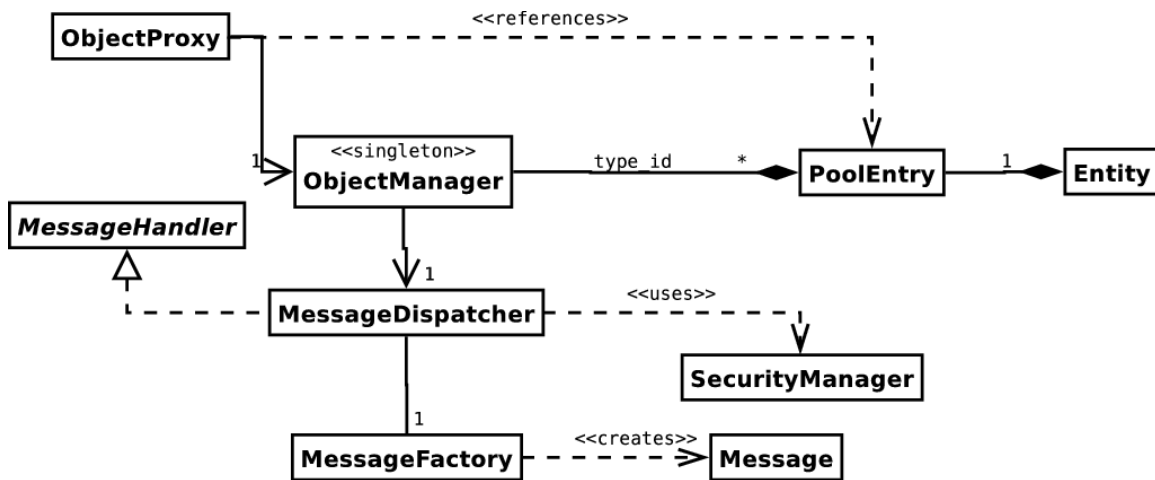 <<references>>
ObjectProxy
1
<<singleton>>
ObjectManager
type_id
*
PoolEntry
1
Entity
MessageHandler
1
MessageDispatcher
<<uses>>
SecurityManager
1
MessageFactory
<<creates>>
Message